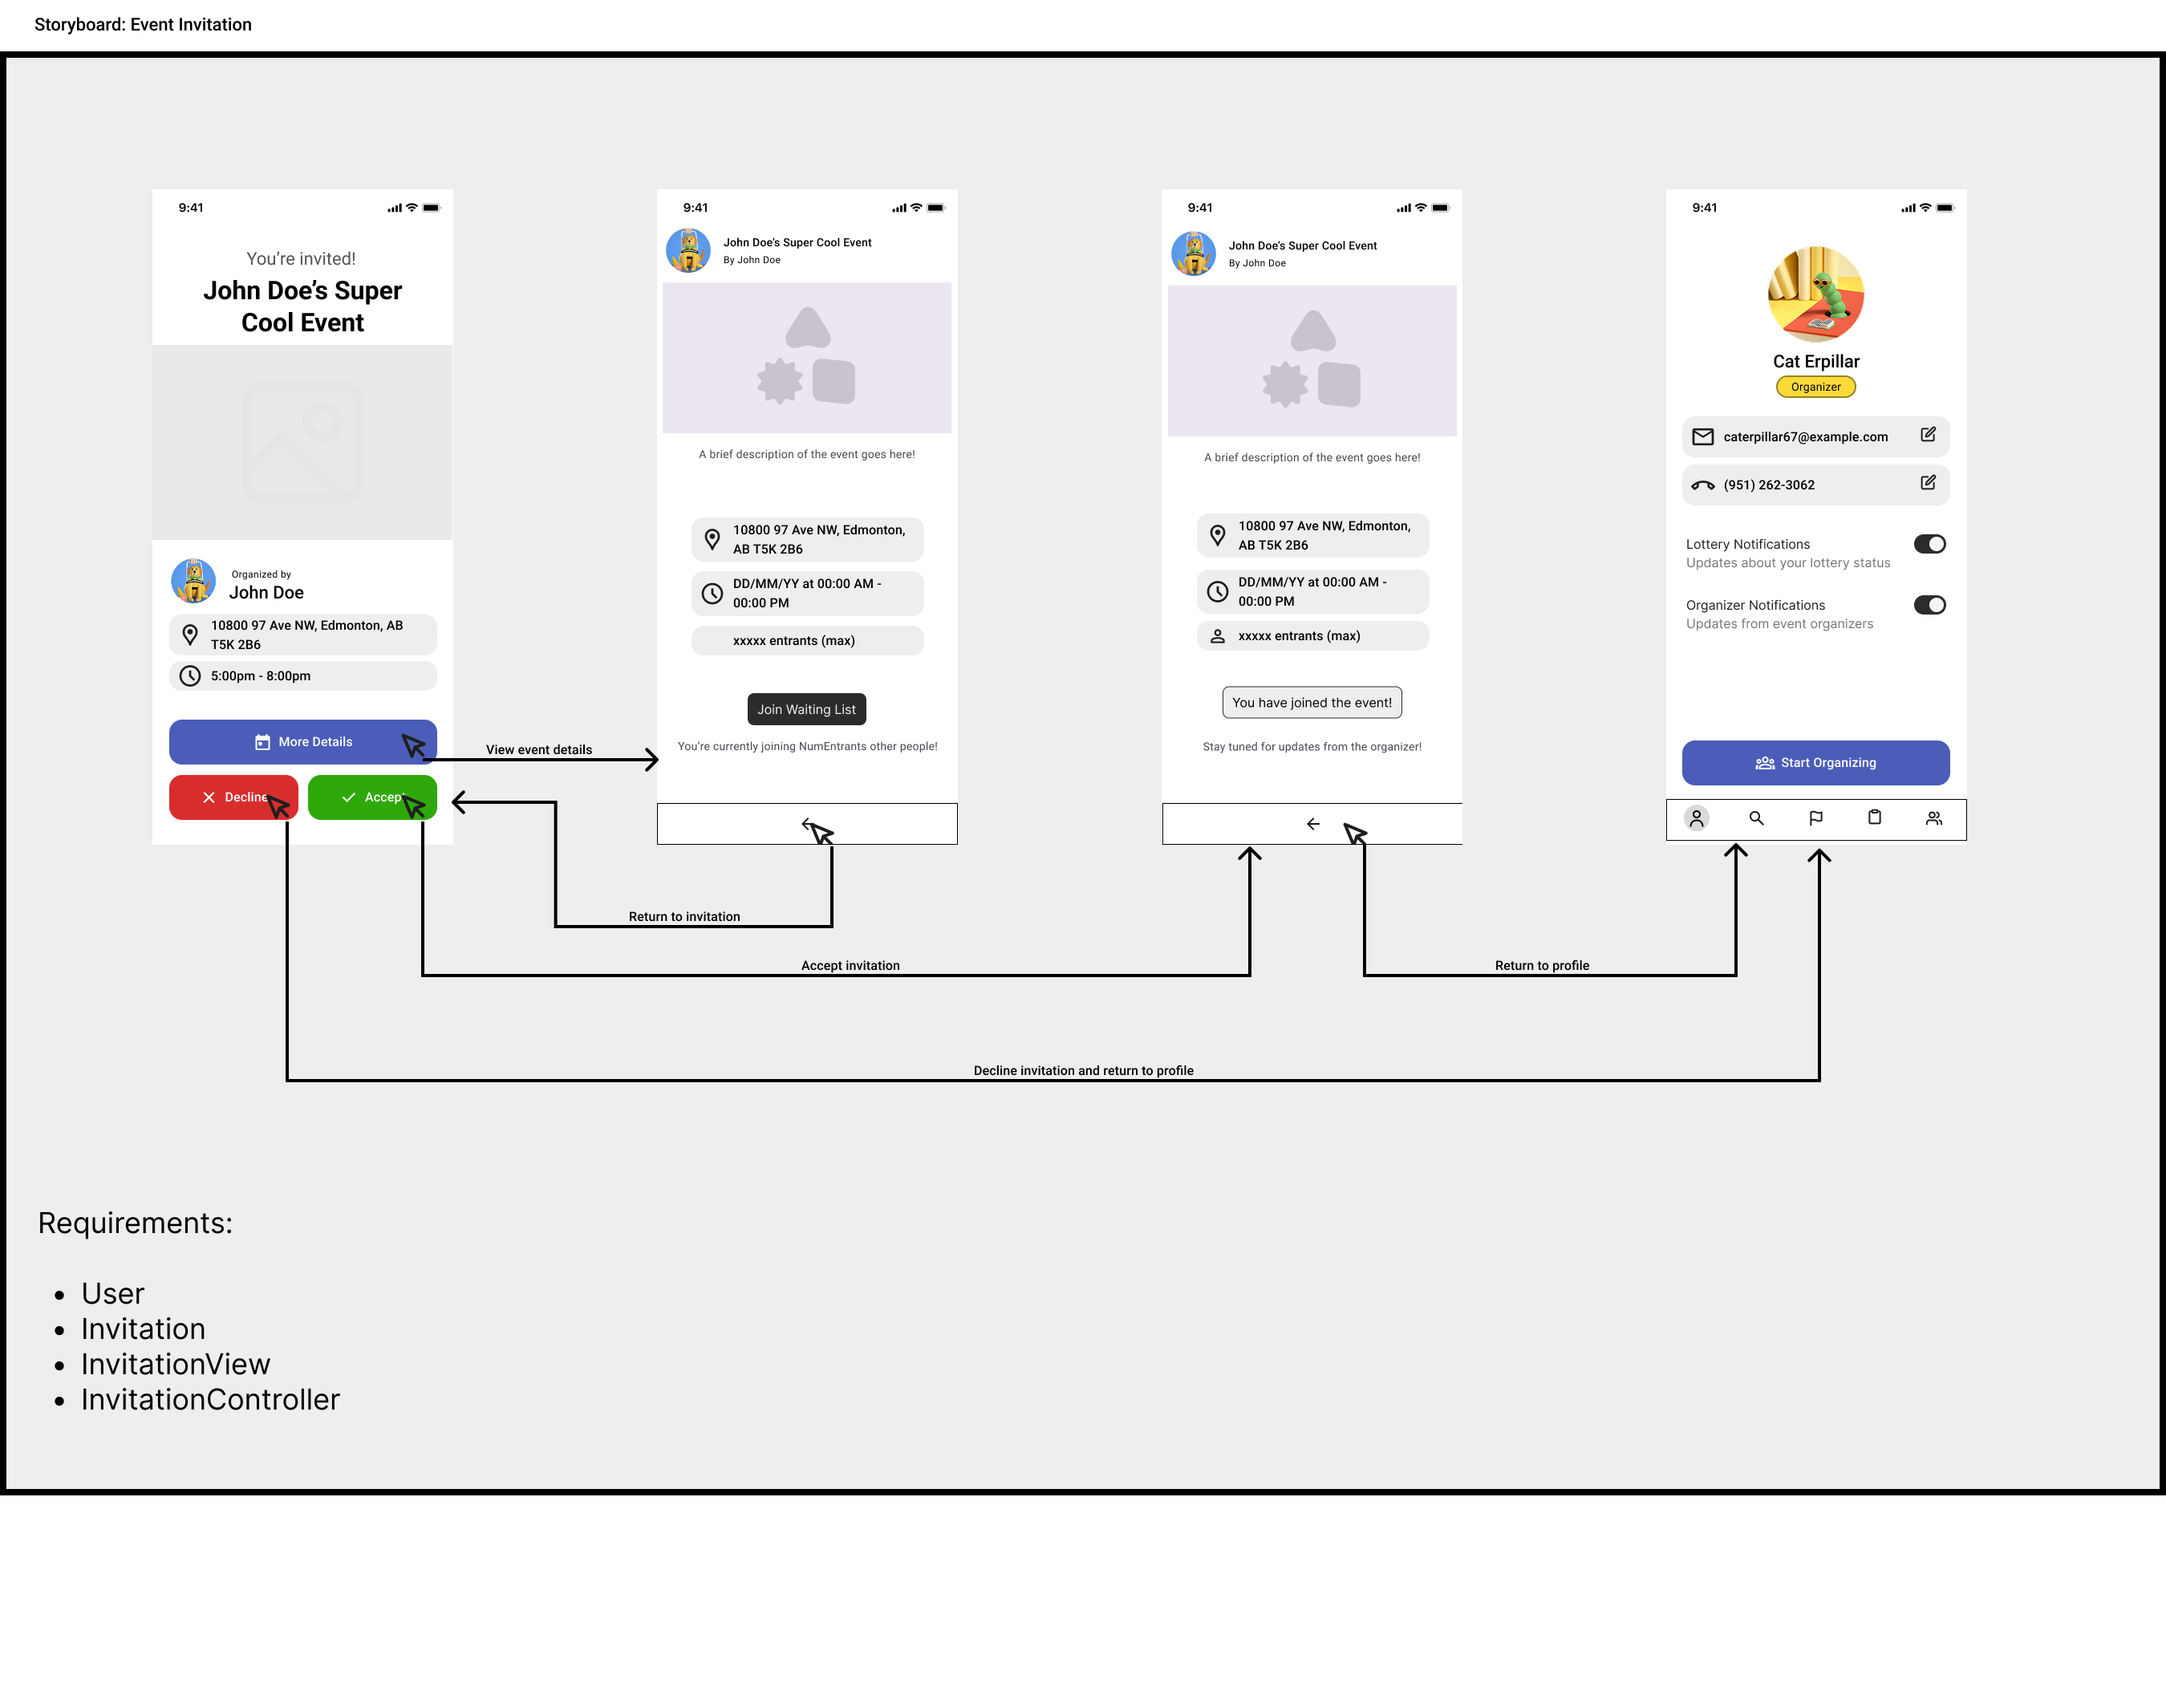 Storyboard: Event Invitation
9:41
You're invited!
John Doe's Super
Cool Event
Organized by
John Doe
10800 97 Ave NW, Edmonton, AB
T5K 2B6
5:00pm - 8:00pm
More Details
Decline
Accept
View event details
9:41
John Doe's Super Cool Event
By John Doe
A brief description of the event goes here!
10800 97 Ave NW, Edmonton,
AB T5K 2B6
DD/MM/YY at 00:00 AM -
00:00 PM
xxxxx entrants (max)
Join Waiting List
You're currently joining NumEntrants other people!
9:41
John Doe's Super Cool Event
By John Doe
A brief description of the event goes here!
10800 97 Ave NW, Edmonton,
AB T5K 2B6
DD/MM/YY at 00:00 AM -
00:00 PM
xxxxx entrants (max)
You have joined the event!
Stay tuned for updates from the organizer!
9:41
Cat Erpillar
Organizer
caterpillar67@example.com
(951) 262-3062
Lottery Notifications
Updates about your lottery status
Organizer Notifications
Updates from event organizers
Start Organizing
Return to invitation
Accept invitation
Return to profile
Decline invitation and return to profile
Requirements:
• User
• Invitation
• InvitationView
• InvitationController